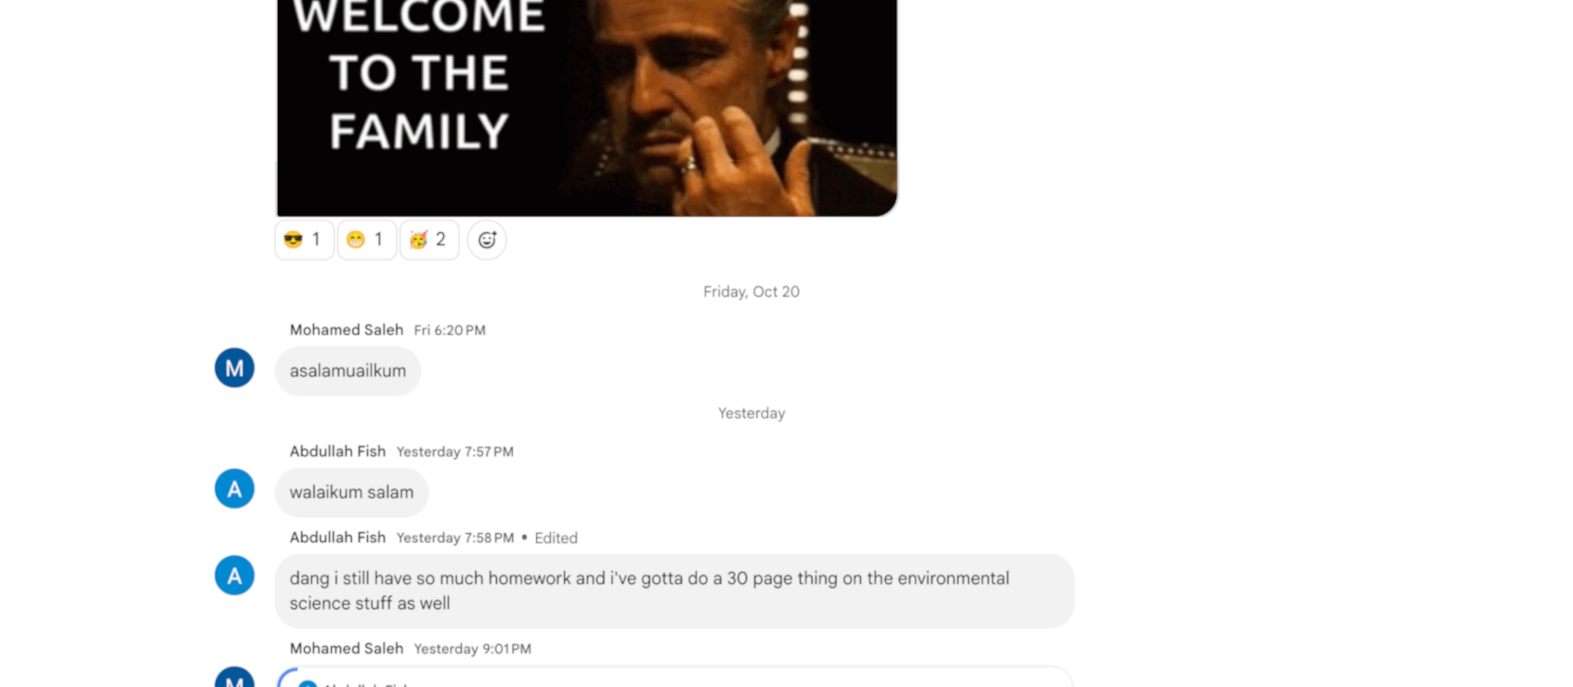 WELCOME
TO THE
FAMILY
😎 1 😁 1 🥳 2
Friday, Oct 20
Mohamed Saleh Fri 6:20 PM
M
asalamuailkum
Yesterday
Abdullah Fish Yesterday 7:57 PM
A
walaikum salam
Abdullah Fish Yesterday 7:58 PM • Edited
A
dang i still have so much homework and i've gotta do a 30 page thing on the environmental
science stuff as well
Mohamed Saleh Yesterday 9:01 PM
M
Abdullah Fish